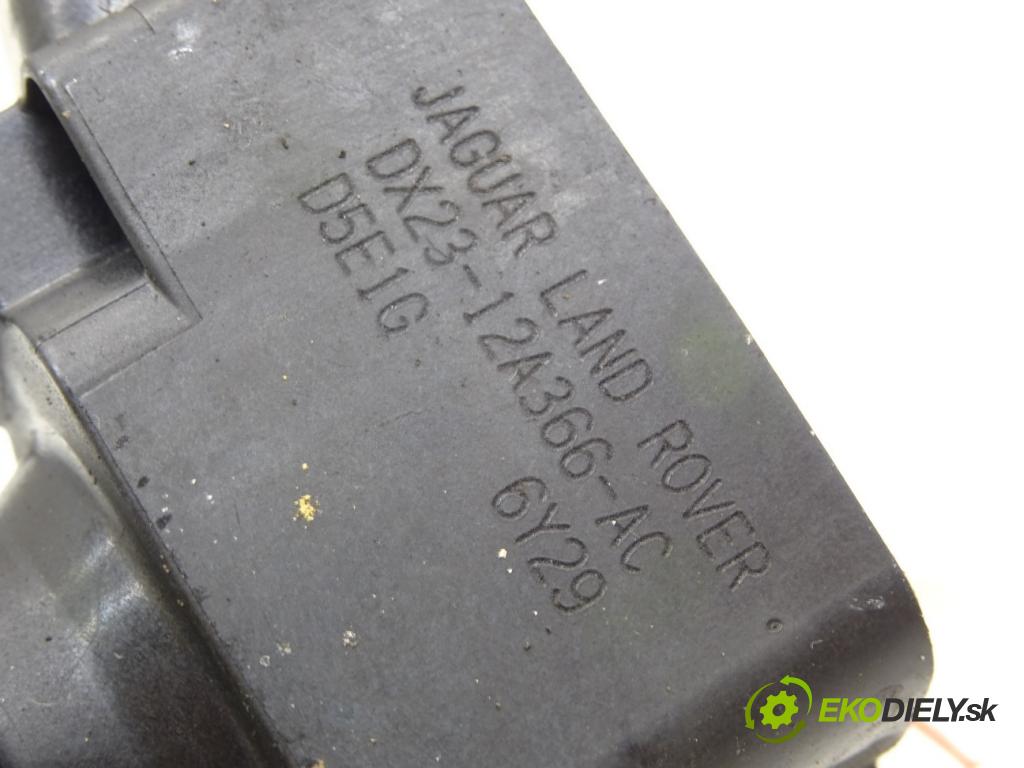 JAGUAR LAND ROVER
DX23-12A366-AC
D5E1G 6Y29
EKODIELY.sk